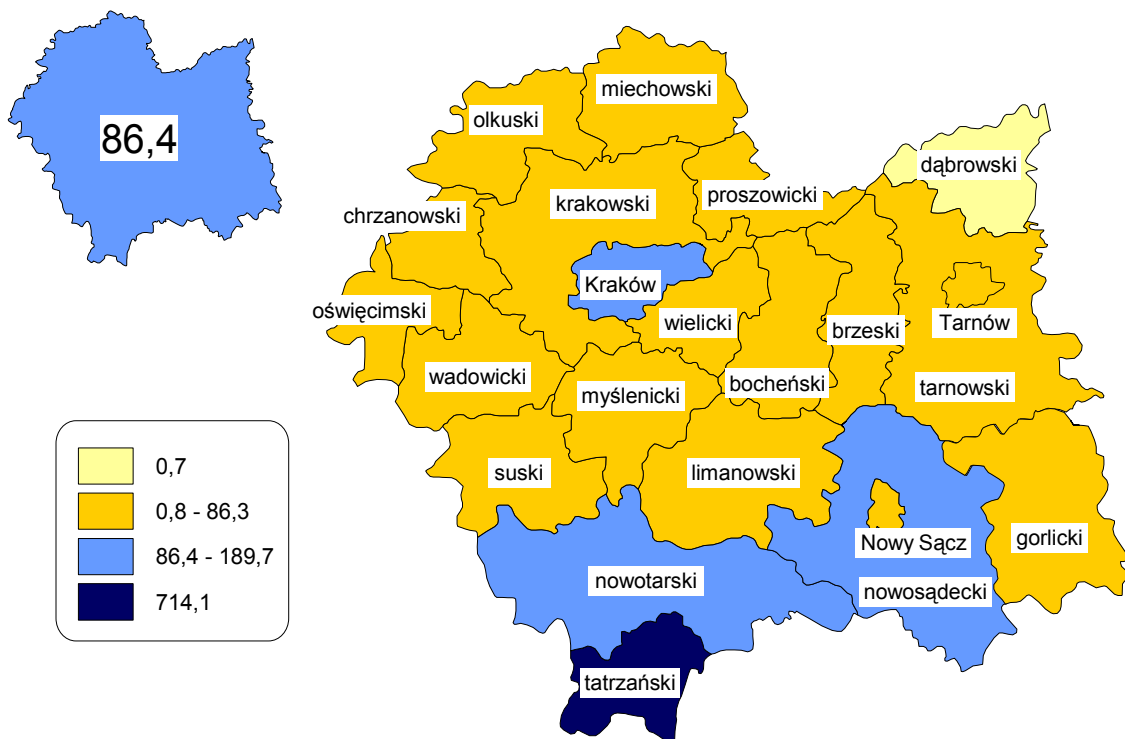 86,4
miechowski
olkuski
dąbrowski
krakowski
proszowicki
chrzanowski
Kraków
oświęcimski
wielicki
brzeski
Tarnów
wadowicki
myślenicki
bocheński
tarnowski
suski
limanowski
Nowy Sącz
gorlicki
nowotarski
nowosądecki
tatrzański
0,7
0,8 - 86,3
86,4 - 189,7
714,1